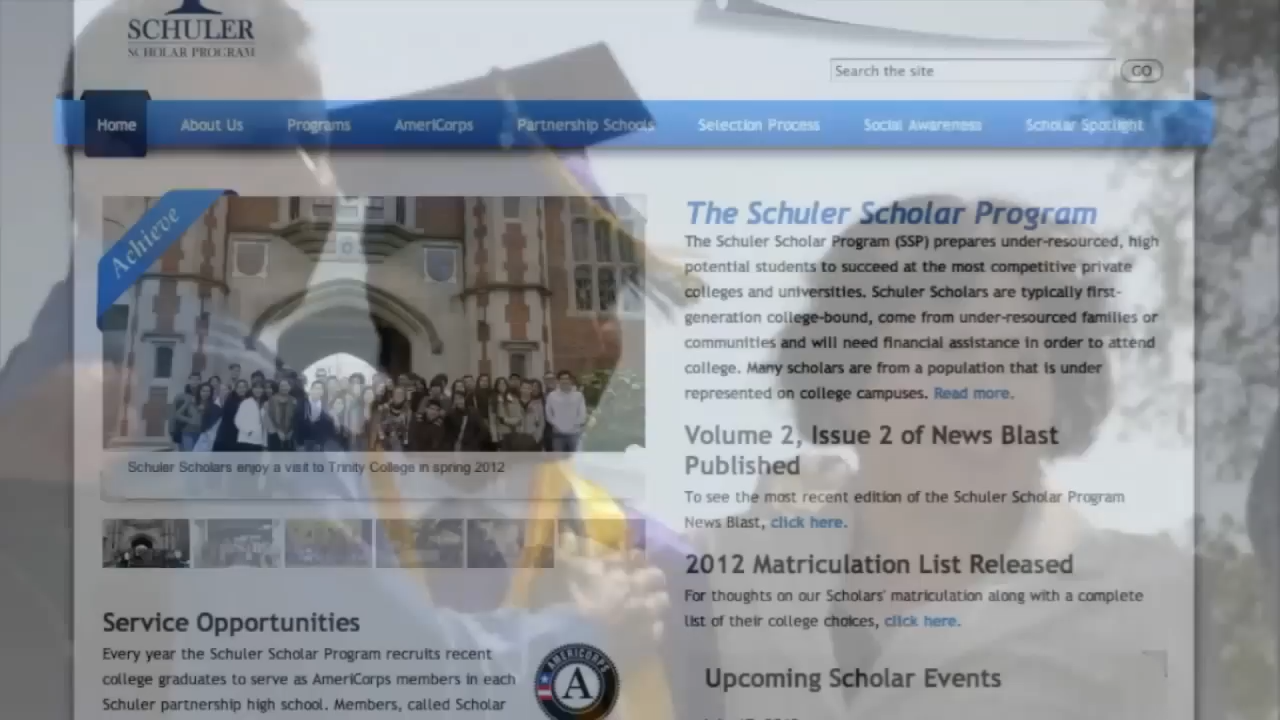 SCHULER
SCHOLAR PROGRAM
Search the site
GO
Home
About Us
Programs
AmeriCorps
Partnership Schools
Selection Process
Social Awareness
Scholar Spotlight
Achieve
Schuler Scholars enjoy a visit to Trinity College in spring 2012
The Schuler Scholar Program
The Schuler Scholar Program (SSP) prepares under-resourced, high
potential students to succeed at the most competitive private
colleges and universities. Schuler Scholars are typically first-
generation college-bound, come from under-resourced families or
communities and will need financial assistance in order to attend
college. Many scholars are from a population that is under
represented on college campuses. Read more.
Volume 2, Issue 2 of News Blast
Published
To see the most recent edition of the Schuler Scholar Program
News Blast, click here.
2012 Matriculation List Released
For thoughts on our Scholars' matriculation along with a complete
list of their college choices, click here.
Service Opportunities
Every year the Schuler Scholar Program recruits recent
college graduates to serve as AmeriCorps members in each
Schuler partnership high school. Members, called Scholar
AMERICORPS
A
Upcoming Scholar Events